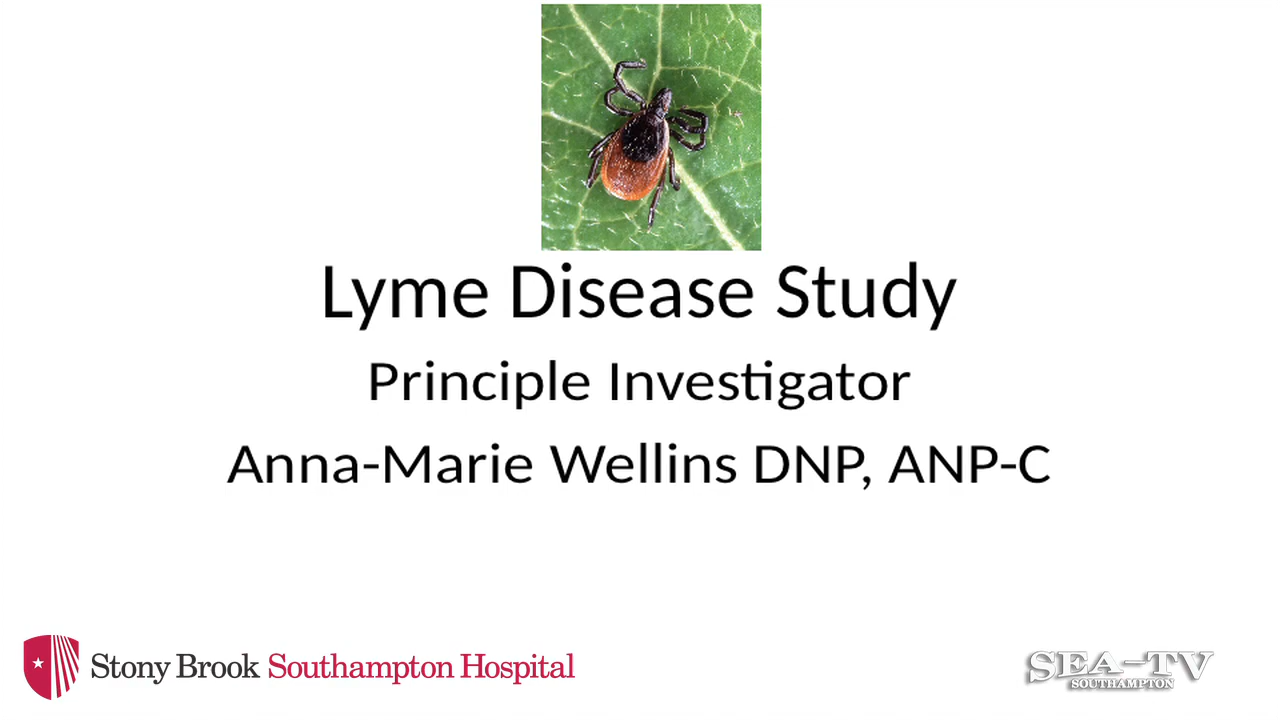 Lyme Disease Study
Principle Investigator
Anna-Marie Wellins DNP, ANP-C
Stony Brook Southampton Hospital
SEA-TV
SOUTHAMPTON